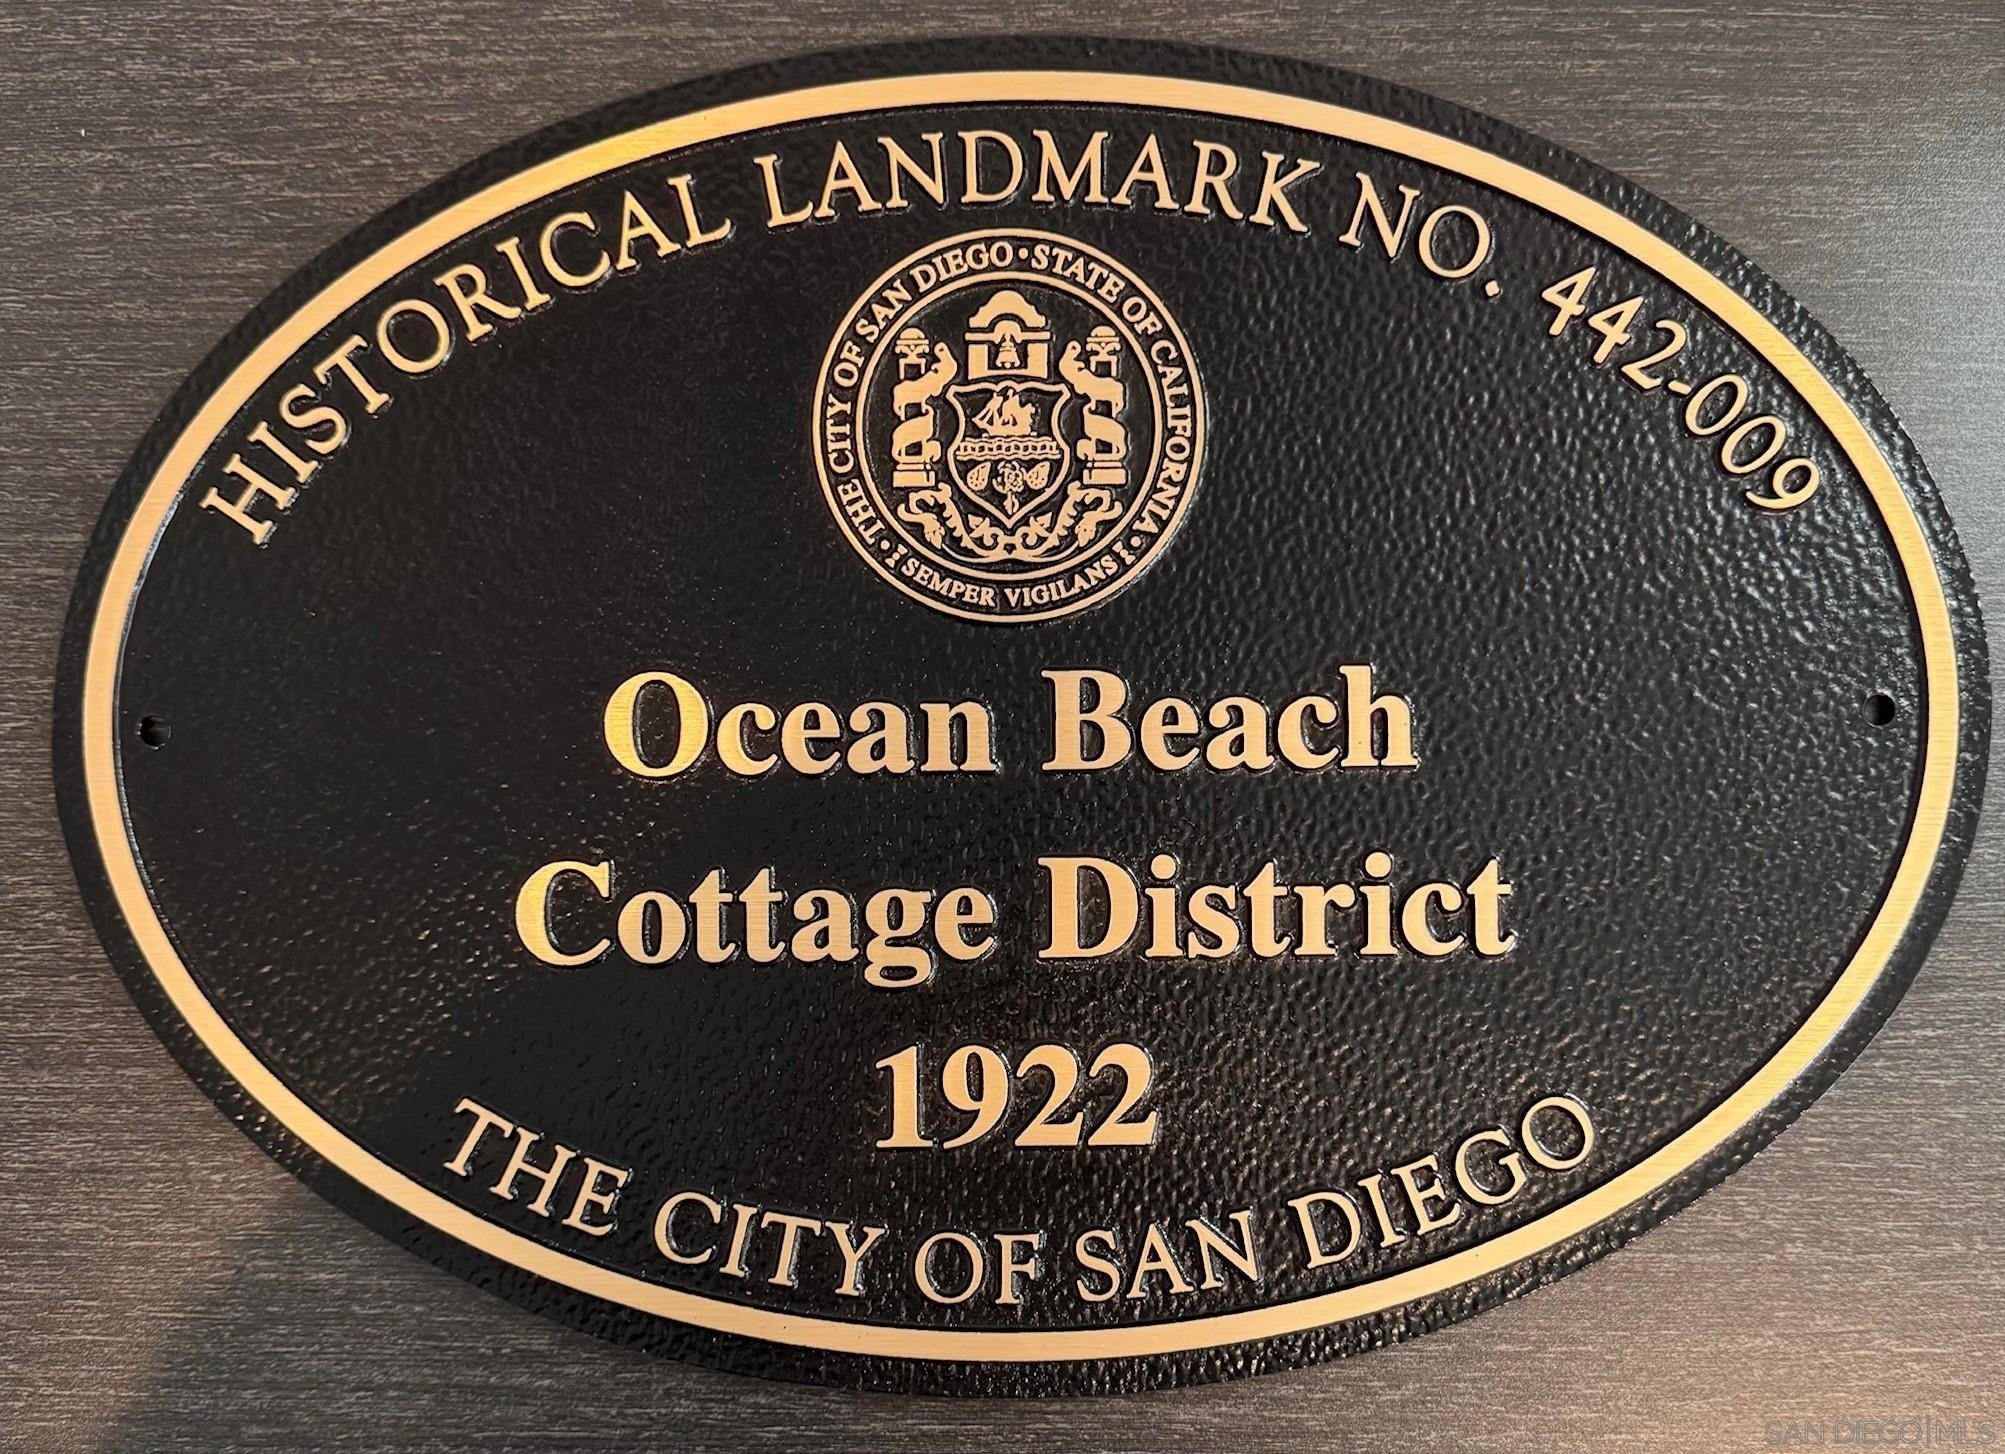 HISTORICAL LANDMARK NO. 442-009
THE CITY OF SAN DIEGO · STATE OF CALIFORNIA
SEMPER VIGILANS
Ocean Beach
Cottage District
1922
THE CITY OF SAN DIEGO
SAN DIEGO|MLS